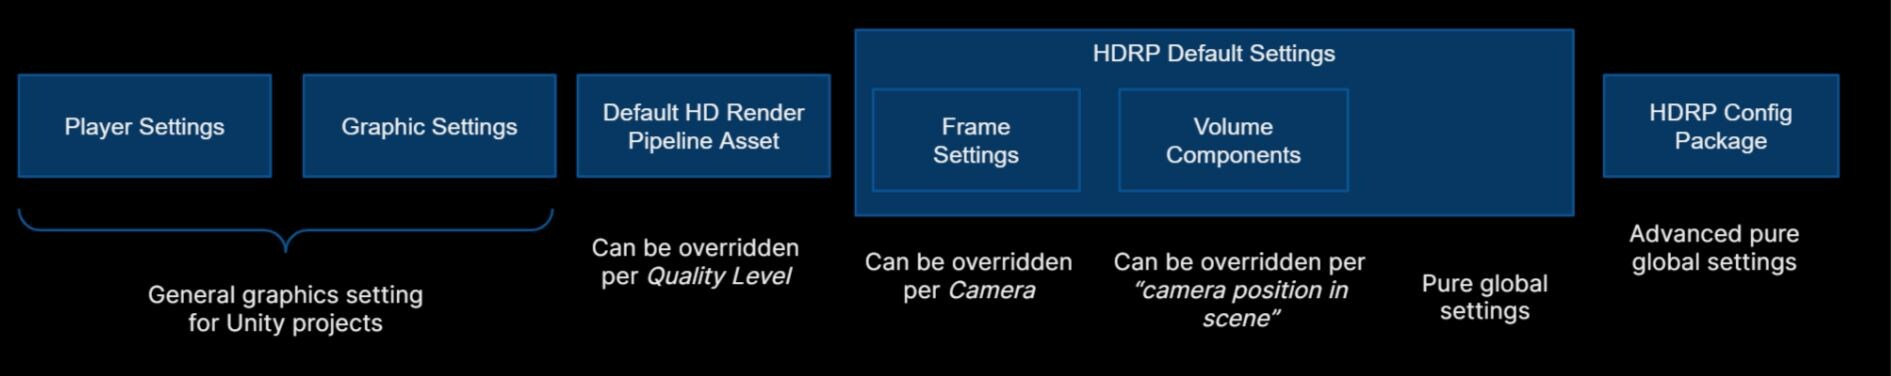 HDRP Default Settings
Player Settings
Graphic Settings
Default HD Render
Pipeline Asset
Frame
Settings
Volume
Components
HDRP Config
Package
General graphics setting
for Unity projects
Can be overridden
per Quality Level
Can be overridden
per Camera
Can be overridden per
“camera position in
scene”
Pure global
settings
Advanced pure
global settings